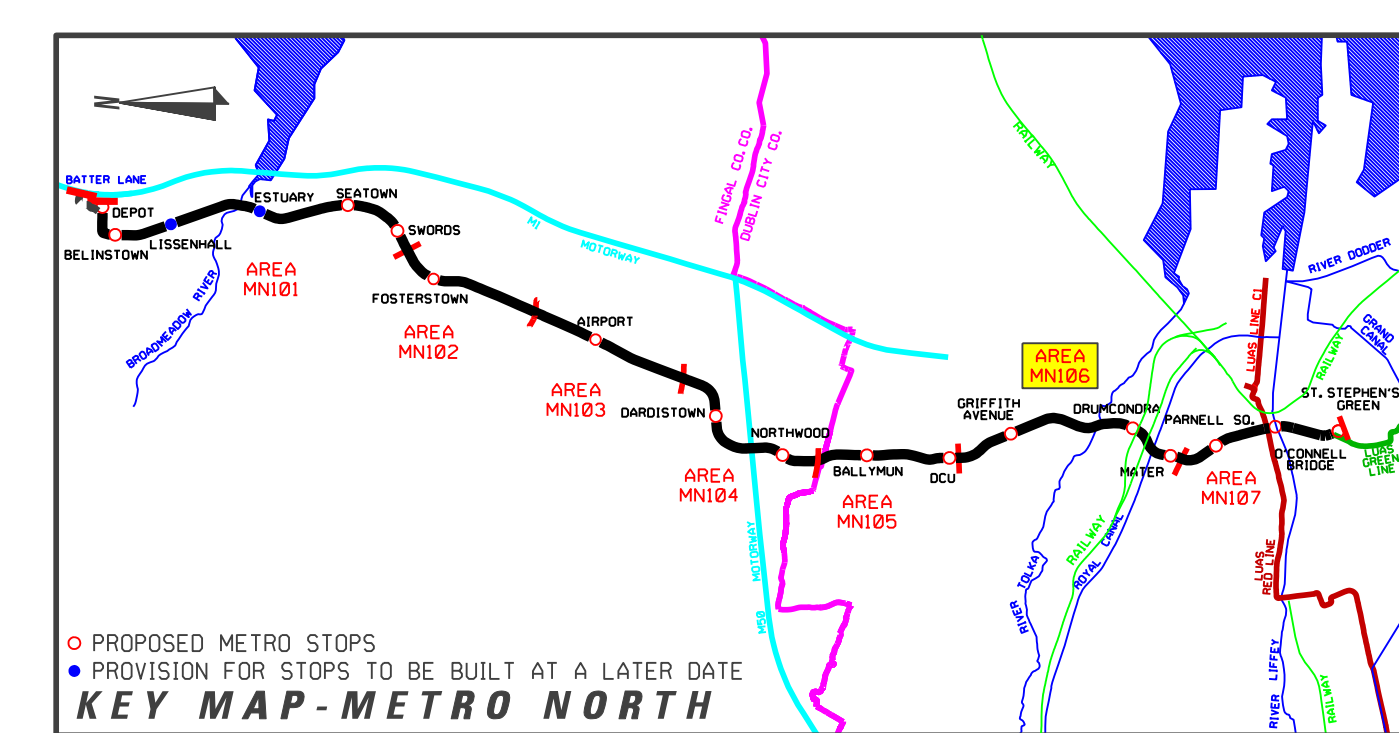 N
BATTER LANE
DEPOT
BELINSTOWN
LISSENHALL
ESTUARY
SEATOWN
SWORDS
AREA
MN101
BROADMEADOW RIVER
FOSTERSTOWN
AREA
MN102
AIRPORT
AREA
MN103
M1
MOTORWAY
FINGAL CO. CO.
DUBLIN CITY CO.
DARDISTOWN
NORTHWOOD
AREA
MN104
MOTORWAY
M50
BALLYMUN
AREA
MN105
DCU
GRIFFITH
AVENUE
AREA
MN106
RAILWAY
DRUMCONDRA
MATER
PARNELL SQ.
AREA
MN107
RIVER TOLKA
RAILWAY
ROYAL CANAL
LUAS LINE C1
RIVER DODDER
GRAND
CANAL
RAILWAY
ST. STEPHEN'S
GREEN
O'CONNELL
BRIDGE
LUAS
GREEN
LINE
LUAS
RED LINE
RIVER LIFFEY
RAILWAY
PROPOSED METRO STOPS
PROVISION FOR STOPS TO BE BUILT AT A LATER DATE
KEY MAP-METRO NORTH